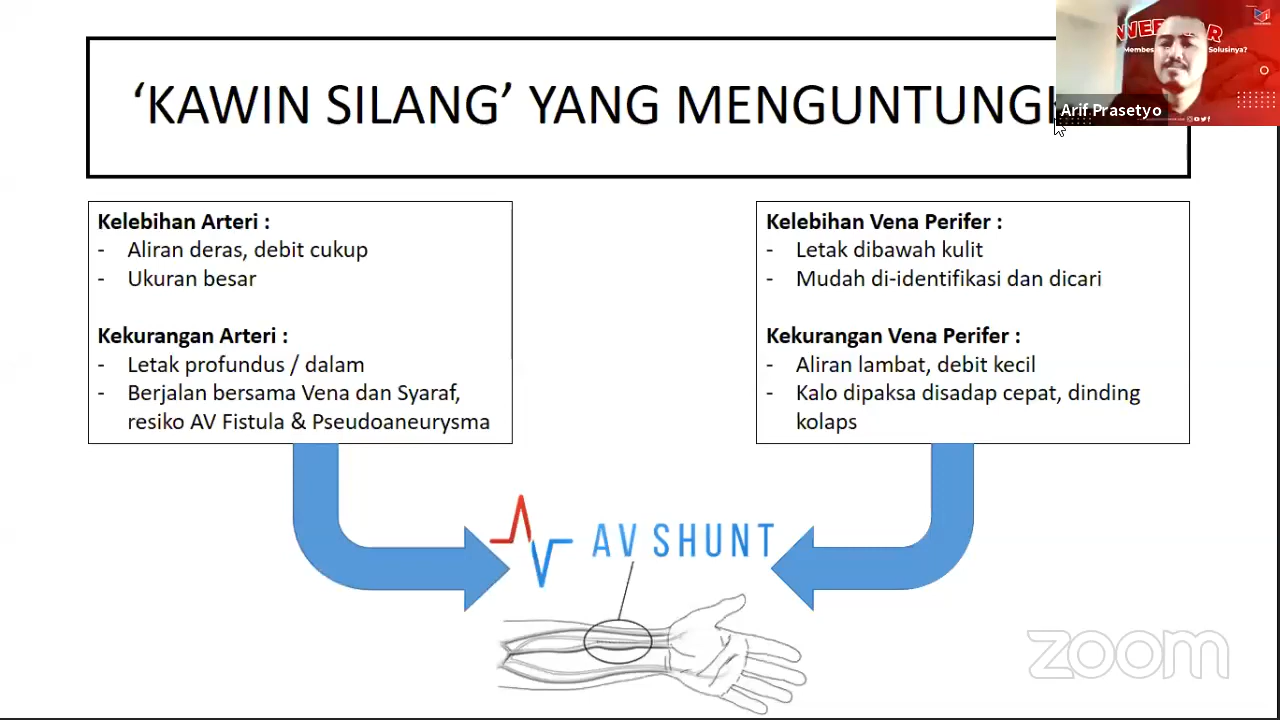 ‘KAWIN SILANG’ YANG MENGUNTUNGK
Arif Prasetyo
Solusinya?
Kelebihan Arteri :
- Aliran deras, debit cukup
- Ukuran besar
Kekurangan Arteri :
- Letak profundus / dalam
- Berjalan bersama Vena dan Syaraf,
resiko AV Fistula & Pseudoaneurysma
Kelebihan Vena Perifer :
- Letak dibawah kulit
- Mudah di-identifikasi dan dicari
Kekurangan Vena Perifer :
- Aliran lambat, debit kecil
- Kalo dipaksa disadap cepat, dinding
kolaps
AV SHUNT
zoom